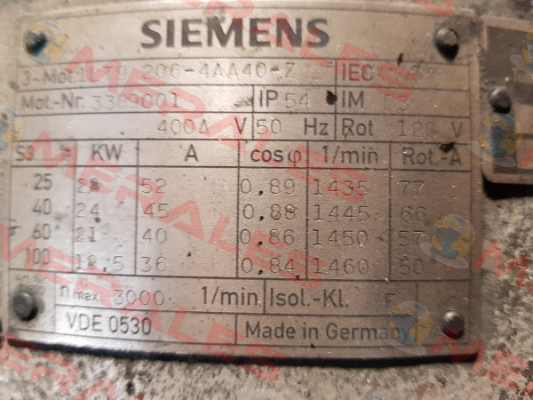 SIEMENS
3-Mot. 206-4AA40-Z IEC
Mot.-Nr. 3389001 IP 54 IM
400Δ V 50 Hz Rot 128 V
S3 KW A cosφ 1/min Rot.-A
25 28 52 0,89 1435 77
40 24 45 0,88 1445 66
60 21 40 0,86 1450 57
100 18,5 36 0,84 1460 50
n max 3000 1/min Isol.-Kl. F
VDE 0530 Made in Germany
MERALES